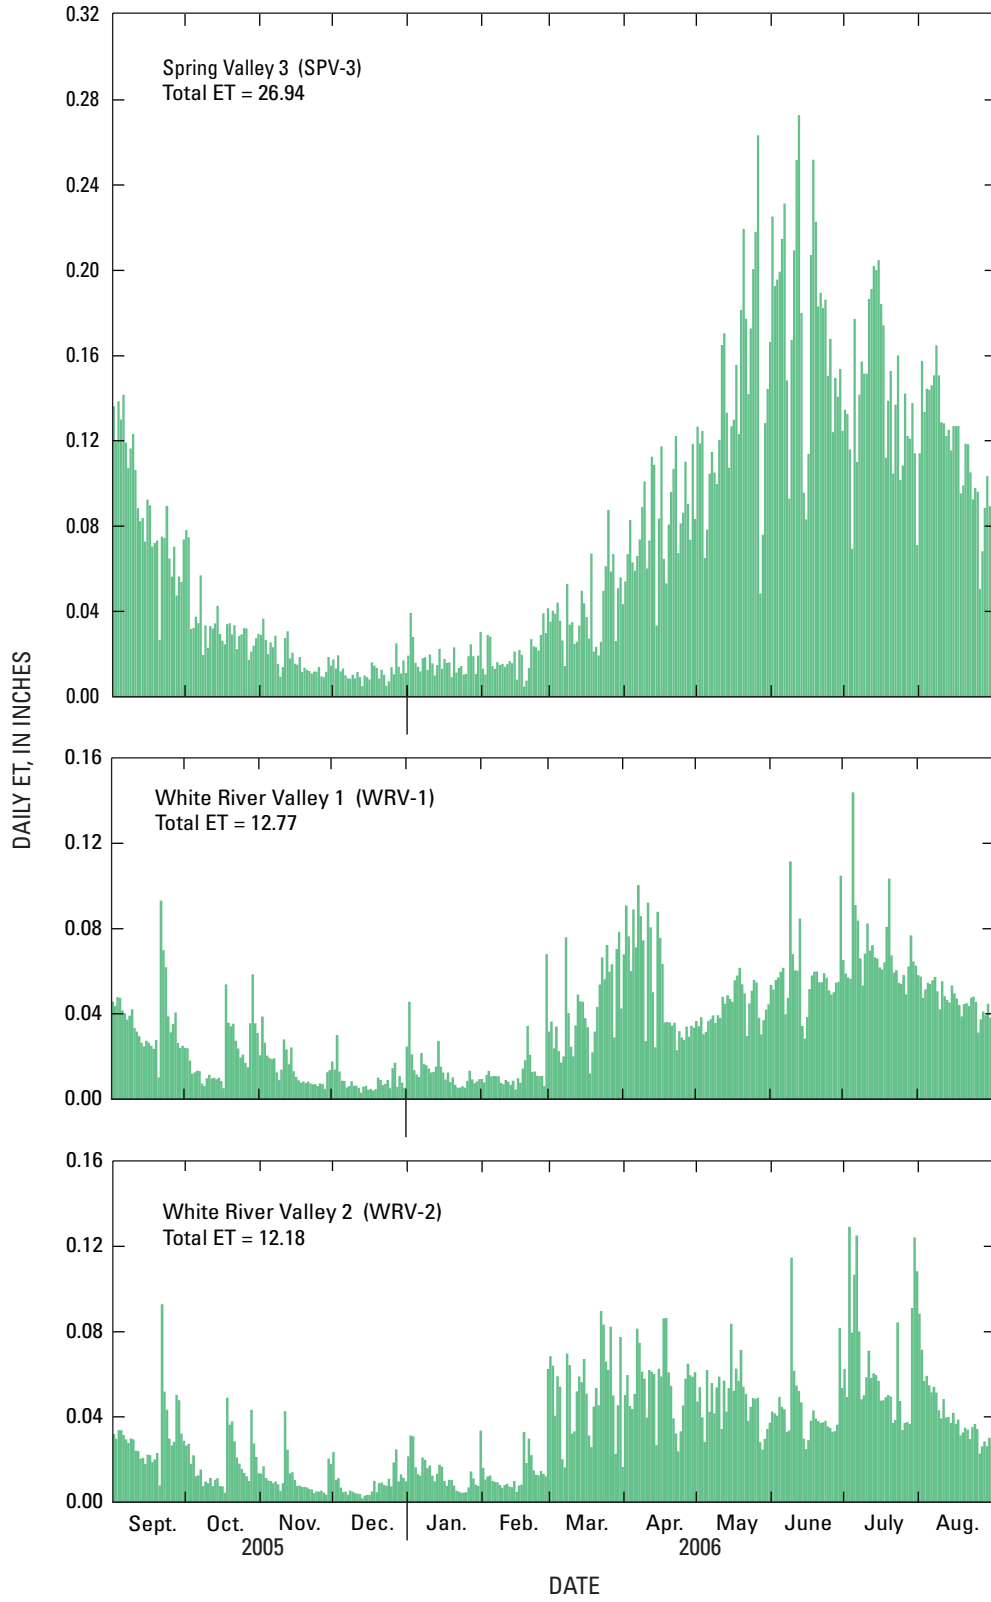 0.32
Spring Valley 3 (SPV-3)
Total ET = 26.94
0.28
0.24
0.20
0.16
0.12
0.08
0.04
0.00
DAILY ET, IN INCHES
0.16
White River Valley 1 (WRV-1)
Total ET = 12.77
0.12
0.08
0.04
0.00
0.16
White River Valley 2 (WRV-2)
Total ET = 12.18
0.12
0.08
0.04
0.00
Sept. Oct. Nov. Dec. Jan. Feb. Mar. Apr. May June July Aug.
2005 2006
DATE